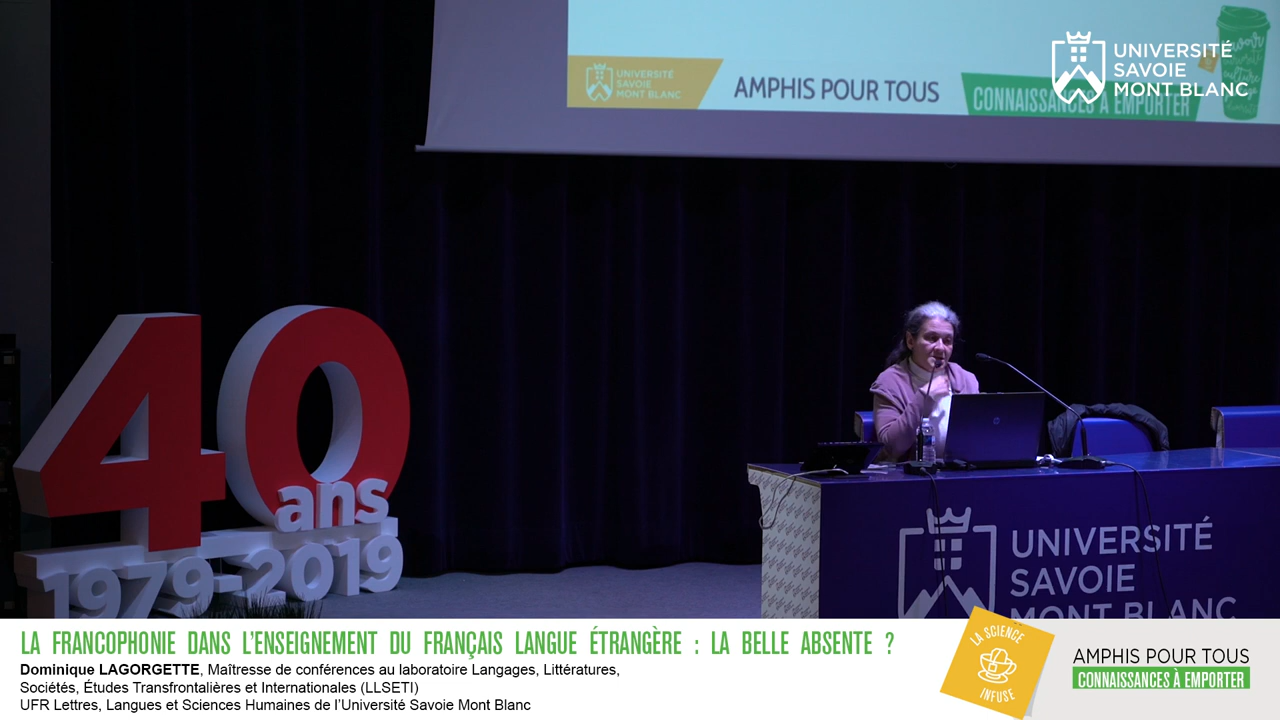 UNIVERSITÉ
SAVOIE
MONT BLANC
AMPHIS POUR TOUS
CONNAISSANCES À EMPORTER
UNIVERSITÉ
SAVOIE
MONT BLANC
40
ans
1979-2019
UNIVERSITÉ
SAVOIE
MONT BLANC
LA FRANCOPHONIE DANS L'ENSEIGNEMENT DU FRANÇAIS LANGUE ÉTRANGÈRE : LA BELLE ABSENTE ?
Dominique LAGORGETTE, Maîtresse de conférences au laboratoire Langages, Littératures,
Sociétés, Études Transfrontalières et Internationales (LLSETI)
UFR Lettres, Langues et Sciences Humaines de l'Université Savoie Mont Blanc
LA SCIENCE
INFUSE
AMPHIS POUR TOUS
CONNAISSANCES À EMPORTER